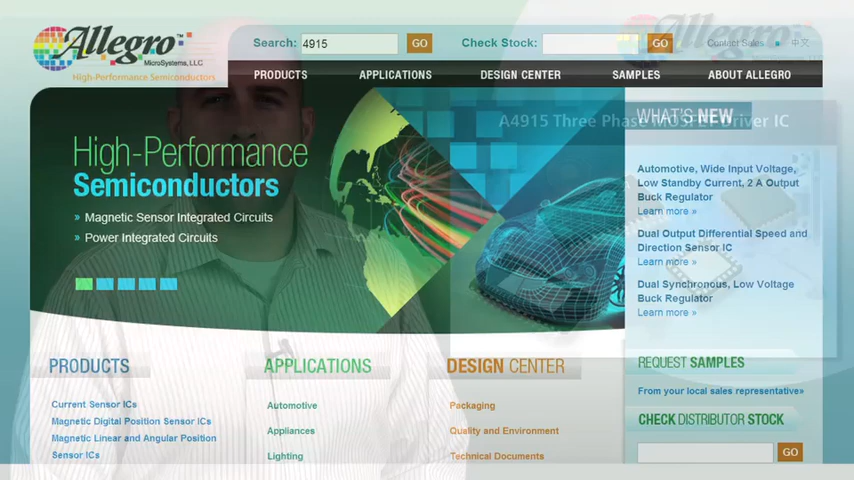 Allegro™
MicroSystems, LLC
High-Performance Semiconductors
Search: 4915 GO
Check Stock: GO
Contact Sales 中文
PRODUCTS APPLICATIONS DESIGN CENTER SAMPLES ABOUT ALLEGRO
A4915 Three Phase MOSFET Driver IC
WHAT'S NEW
High-Performance
Semiconductors
» Magnetic Sensor Integrated Circuits
» Power Integrated Circuits
Automotive, Wide Input Voltage,
Low Standby Current, 2 A Output
Buck Regulator
Learn more »
Dual Output Differential Speed and
Direction Sensor IC
Learn more »
Dual Synchronous, Low Voltage
Buck Regulator
Learn more »
PRODUCTS
Current Sensor ICs
Magnetic Digital Position Sensor ICs
Magnetic Linear and Angular Position
Sensor ICs
APPLICATIONS
Automotive
Appliances
Lighting
DESIGN CENTER
Packaging
Quality and Environment
Technical Documents
REQUEST SAMPLES
From your local sales representative»
CHECK DISTRIBUTOR STOCK
GO